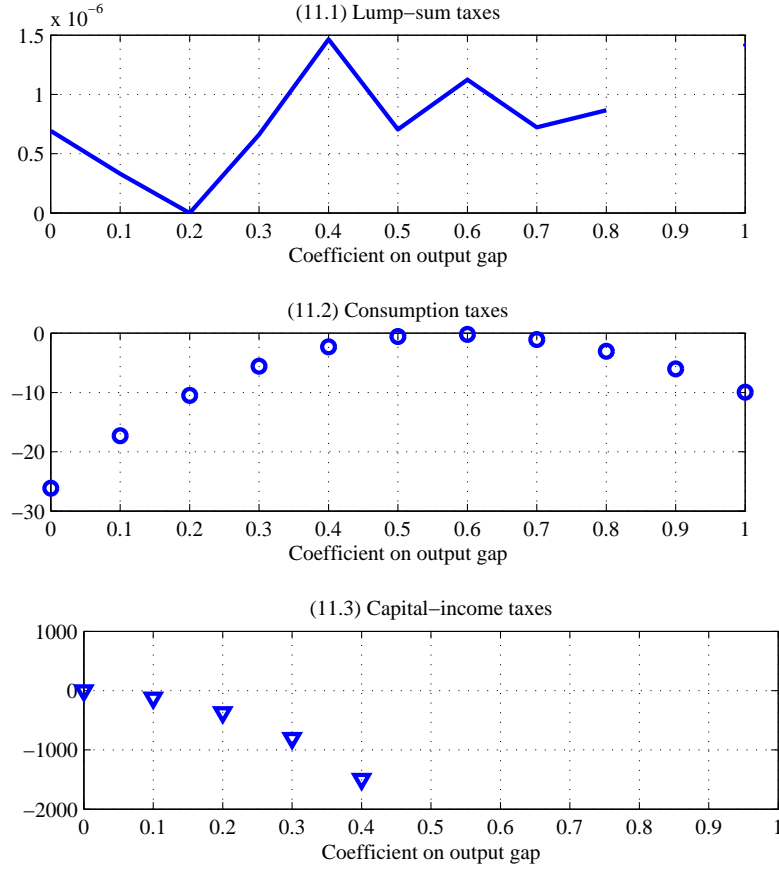 x 10−6
(11.1) Lump−sum taxes
1.5
1
0.5
0
0 0.1 0.2 0.3 0.4 0.5 0.6 0.7 0.8 0.9 1
Coefficient on output gap
(11.2) Consumption taxes
0
−10
−20
−30
0 0.1 0.2 0.3 0.4 0.5 0.6 0.7 0.8 0.9 1
Coefficient on output gap
(11.3) Capital−income taxes
1000
0
−1000
−2000
0 0.1 0.2 0.3 0.4 0.5 0.6 0.7 0.8 0.9 1
Coefficient on output gap